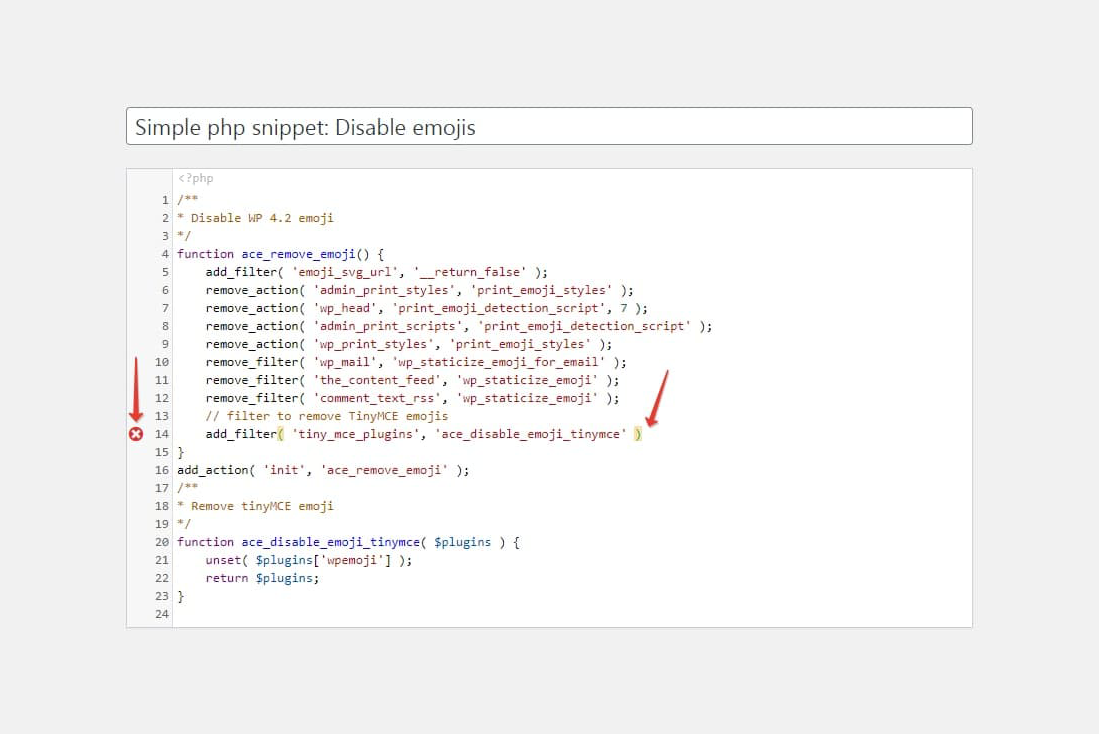 Simple php snippet: Disable emojis
<?php
1 /**
2 * Disable WP 4.2 emoji
3 */
4 function ace_remove_emoji() {
5     add_filter( 'emoji_svg_url', '__return_false' );
6     remove_action( 'admin_print_styles', 'print_emoji_styles' );
7     remove_action( 'wp_head', 'print_emoji_detection_script', 7 );
8     remove_action( 'admin_print_scripts', 'print_emoji_detection_script' );
9     remove_action( 'wp_print_styles', 'print_emoji_styles' );
10     remove_filter( 'wp_mail', 'wp_staticize_emoji_for_email' );
11     remove_filter( 'the_content_feed', 'wp_staticize_emoji' );
12     remove_filter( 'comment_text_rss', 'wp_staticize_emoji' );
13     // filter to remove TinyMCE emojis
14     add_filter( 'tiny_mce_plugins', 'ace_disable_emoji_tinymce' )
15 }
16 add_action( 'init', 'ace_remove_emoji' );
17 /**
18 * Remove tinyMCE emoji
19 */
20 function ace_disable_emoji_tinymce( $plugins ) {
21     unset( $plugins['wpemoji'] );
22     return $plugins;
23 }
24